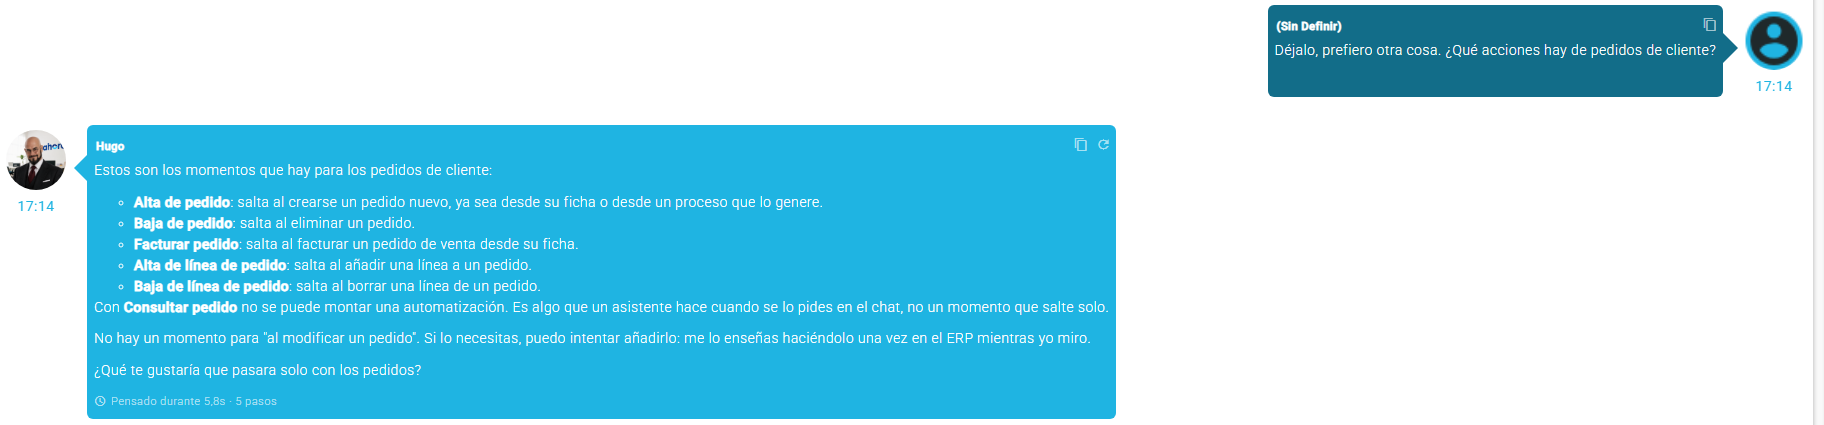 (Sin Definir)
Déjalo, prefiero otra cosa. ¿Qué acciones hay de pedidos de cliente?
17:14
ahora
17:14
Hugo
Estos son los momentos que hay para los pedidos de cliente:
Alta de pedido: salta al crearse un pedido nuevo, ya sea desde su ficha o desde un proceso que lo genere.
Baja de pedido: salta al eliminar un pedido.
Facturar pedido: salta al facturar un pedido de venta desde su ficha.
Alta de línea de pedido: salta al añadir una línea a un pedido.
Baja de línea de pedido: salta al borrar una línea de un pedido.
Con Consultar pedido no se puede montar una automatización. Es algo que un asistente hace cuando se lo pides en el chat, no un momento que salte solo.
No hay un momento para "al modificar un pedido". Si lo necesitas, puedo intentar añadirlo: me lo enseñas haciéndolo una vez en el ERP mientras yo miro.
¿Qué te gustaría que pasara solo con los pedidos?
Pensado durante 5,8s · 5 pasos